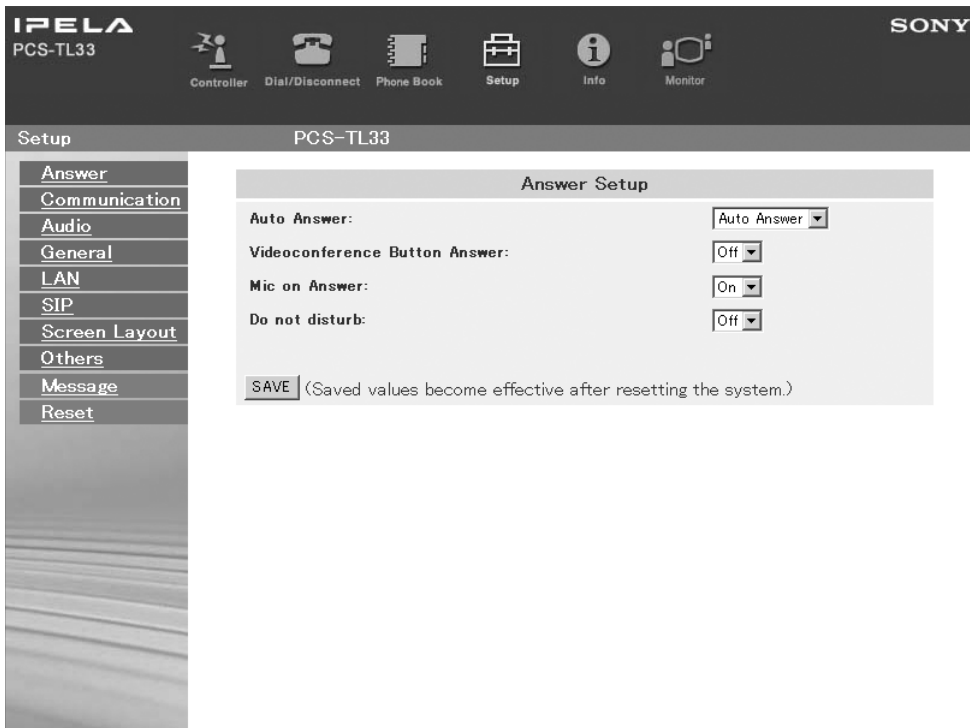 IPELA
SONY
PCS-TL33
Controller
Dial/Disconnect
Phone Book
Setup
Info
Monitor
Setup
PCS-TL33
Answer
Communication
Audio
General
LAN
SIP
Screen Layout
Others
Message
Reset
Answer Setup
Auto Answer: Auto Answer
Videoconference Button Answer: Off
Mic on Answer: On
Do not disturb: Off
SAVE (Saved values become effective after resetting the system.)